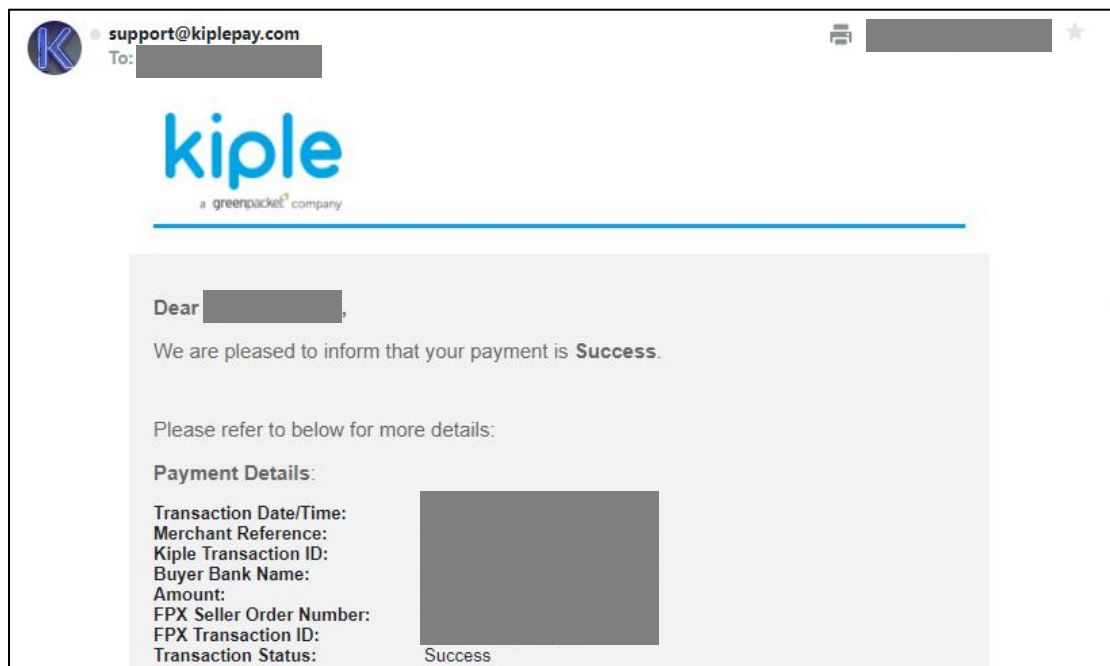 support@kiplepay.com
To:
kiple
a greenpacket company
Dear ,
We are pleased to inform that your payment is Success.
Please refer to below for more details:
Payment Details:
Transaction Date/Time:
Merchant Reference:
Kiple Transaction ID:
Buyer Bank Name:
Amount:
FPX Seller Order Number:
FPX Transaction ID:
Transaction Status: Success